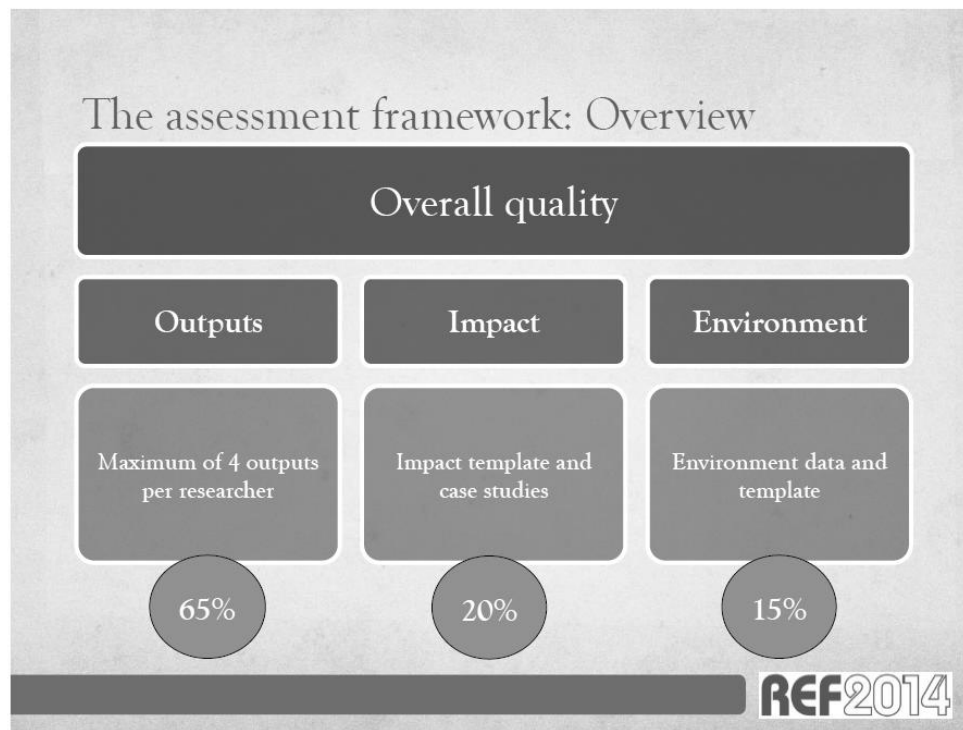 The assessment framework: Overview
Overall quality
Outputs
Impact
Environment
Maximum of 4 outputs
per researcher
Impact template and
case studies
Environment data and
template
65%
20%
15%
REF2014